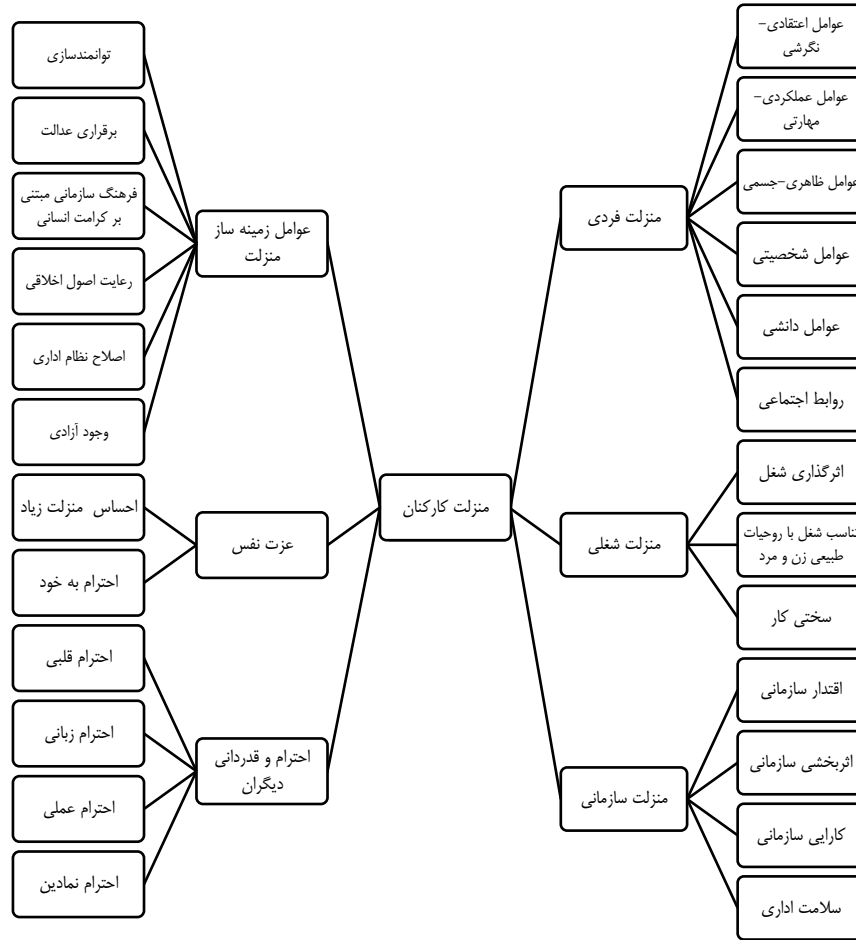 عوامل اعتقادی-
نگرشی
عوامل عملکردی-
مهارتی
عوامل ظاهری-جسمی
عوامل شخصیتی
عوامل دانشی
روابط اجتماعی
منزلت فردی
اثرگذاری شغل
تناسب شغل با روحیات
طبیعی زن و مرد
سختی کار
منزلت شغلی
اقتدار سازمانی
اثربخشی سازمانی
کارایی سازمانی
سلامت اداری
منزلت سازمانی
منزلت کارکنان
عوامل زمینه ساز
منزلت
توانمندسازی
برقراری عدالت
فرهنگ سازمانی مبتنی
بر کرامت انسانی
رعایت اصول اخلاقی
اصلاح نظام اداری
وجود آزادی
عزت نفس
احساس منزلت زیاد
احترام به خود
احترام و قدردانی
دیگران
احترام قلبی
احترام زبانی
احترام عملی
احترام نمادین